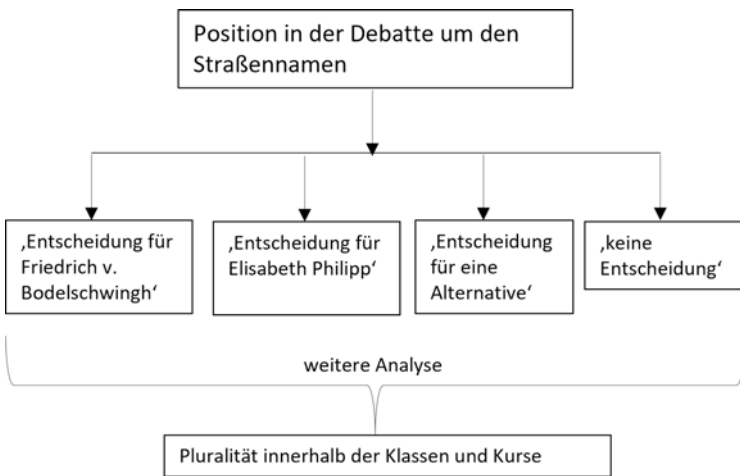 Position in der Debatte um den
Straßennamen
‚Entscheidung für
Friedrich v.
Bodelschwingh‘
‚Entscheidung für
Elisabeth Philipp‘
‚Entscheidung
für eine
Alternative‘
‚keine
Entscheidung‘
weitere Analyse
Pluralität innerhalb der Klassen und Kurse